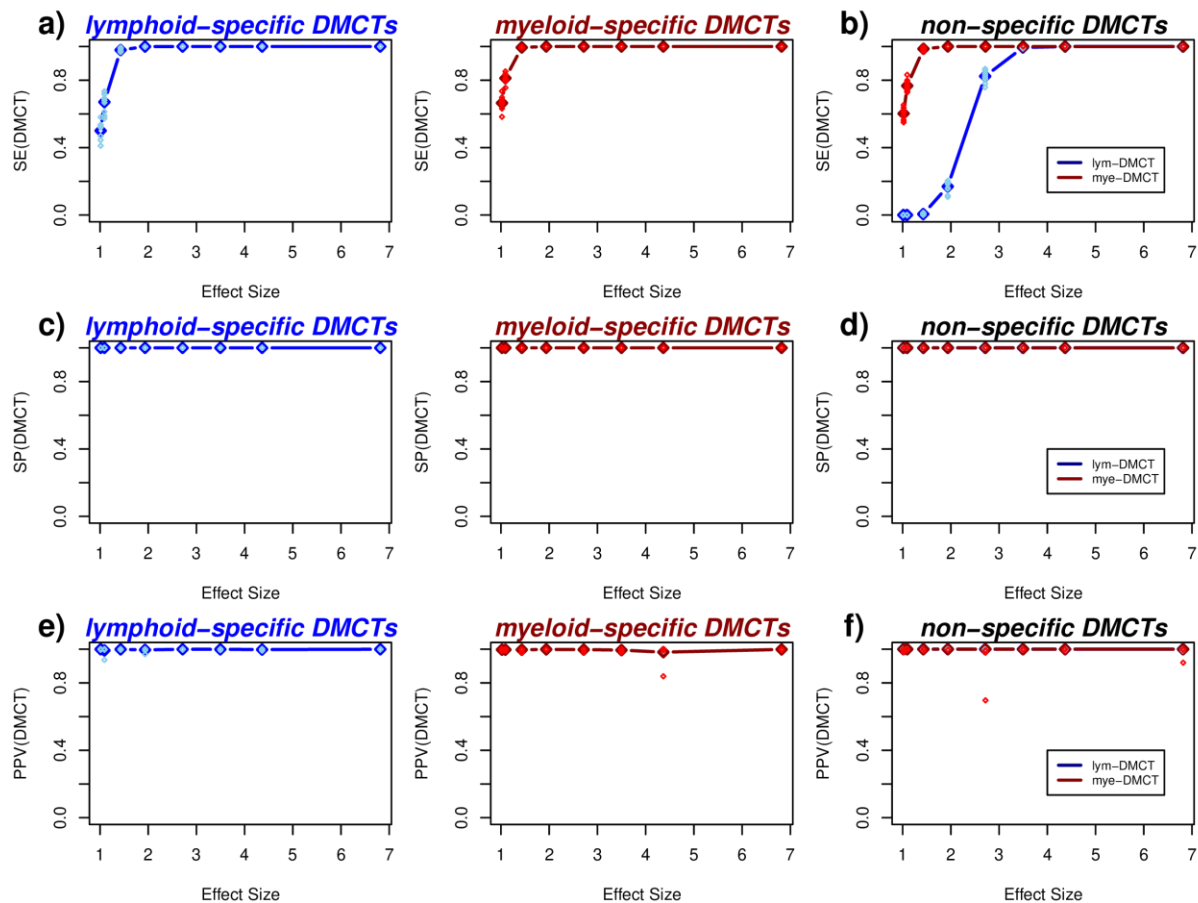 a) lymphoid-specific DMCTs
SE(DMCT)
0.0 0.4 0.8
1 2 3 4 5 6 7
Effect Size
myeloid-specific DMCTs
SE(DMCT)
0.0 0.4 0.8
1 2 3 4 5 6 7
Effect Size
b) non-specific DMCTs
SE(DMCT)
0.0 0.4 0.8
lym-DMCT
mye-DMCT
1 2 3 4 5 6 7
Effect Size
c) lymphoid-specific DMCTs
SP(DMCT)
0.0 0.4 0.8
1 2 3 4 5 6 7
Effect Size
myeloid-specific DMCTs
SP(DMCT)
0.0 0.4 0.8
1 2 3 4 5 6 7
Effect Size
d) non-specific DMCTs
SP(DMCT)
0.0 0.4 0.8
lym-DMCT
mye-DMCT
1 2 3 4 5 6 7
Effect Size
e) lymphoid-specific DMCTs
PPV(DMCT)
0.0 0.4 0.8
1 2 3 4 5 6 7
Effect Size
myeloid-specific DMCTs
PPV(DMCT)
0.0 0.4 0.8
1 2 3 4 5 6 7
Effect Size
f) non-specific DMCTs
PPV(DMCT)
0.0 0.4 0.8
lym-DMCT
mye-DMCT
1 2 3 4 5 6 7
Effect Size